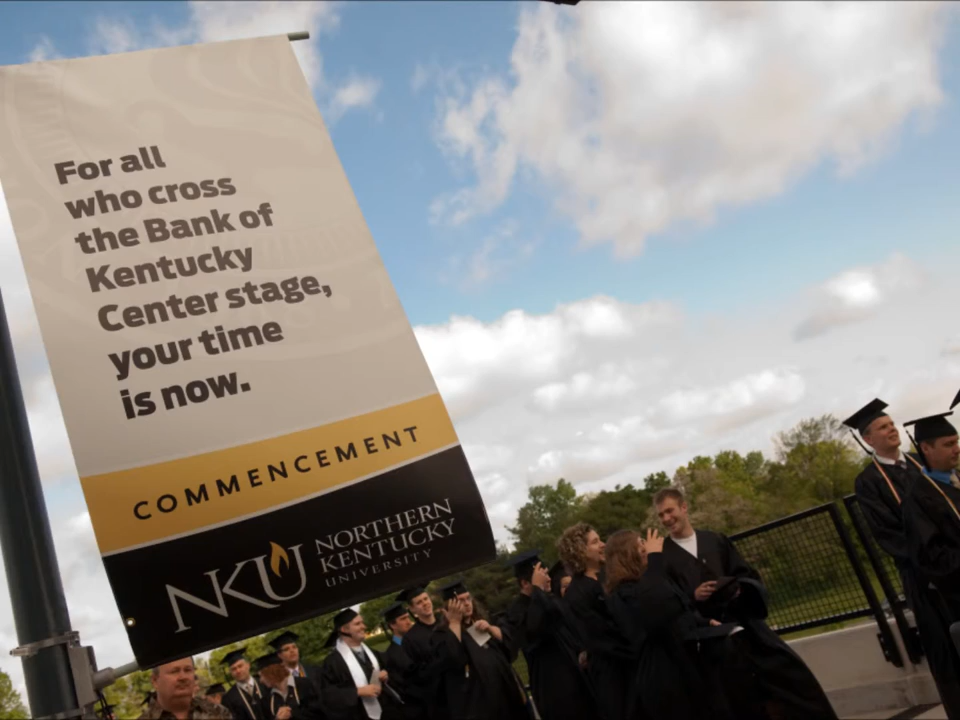 For all
who cross
the Bank of
Kentucky
Center stage,
your time
is now.
COMMENCEMENT
NKU
NORTHERN
KENTUCKY
UNIVERSITY